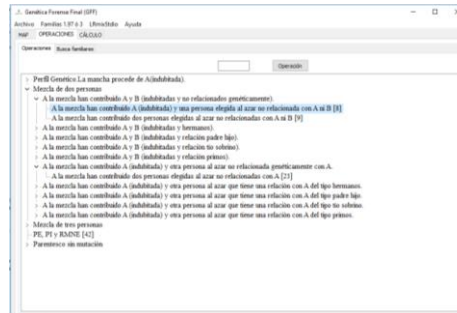 Genética Forense Final (GFF)
Archivo Familias 1.97 ó 3 LRmixStdio Ayuda
MAP OPERACIONES CÁLCULO
Operaciones Busca familiares
Operación
Perfil Genético.La mancha procede de A(indubitada).
Mezcla de dos personas
A la mezcla han contribuido A y B (indubitadas y no relacionados genéticamente).
A la mezcla han contribuido A (indubitada) y una persona elegida al azar no relacionada con A ni B [8]
A la mezcla han contribuido dos personas elegidas al azar no relacionadas con A ni B [9]
A la mezcla han contribuido A y B (indubitadas y hermanos).
A la mezcla han contribuido A y B (indubitadas y relación padre hijo).
A la mezcla han contribuido A y B (indubitadas y relación tío sobrino).
A la mezcla han contribuido A y B (indubitadas y relación primos).
A la mezcla han contribuido A (indubitada) y otra persona al azar no relacionada genéticamente con A.
A la mezcla han contribuido dos personas elegidas al azar no relacionadas con A [23]
A la mezcla han contribuido A (indubitada) y otra persona al azar que tiene una relación con A del tipo hermanos.
A la mezcla han contribuido A (indubitada) y otra persona al azar que tiene una relación con A del tipo padre hijo.
A la mezcla han contribuido A (indubitada) y otra persona al azar que tiene una relación con A del tipo tío sobrino.
A la mezcla han contribuido A (indubitada) y otra persona al azar que tiene una relación con A del tipo primos.
Mezcla de tres personas
PE, PI y RMNE [42]
Parentesco sin mutación